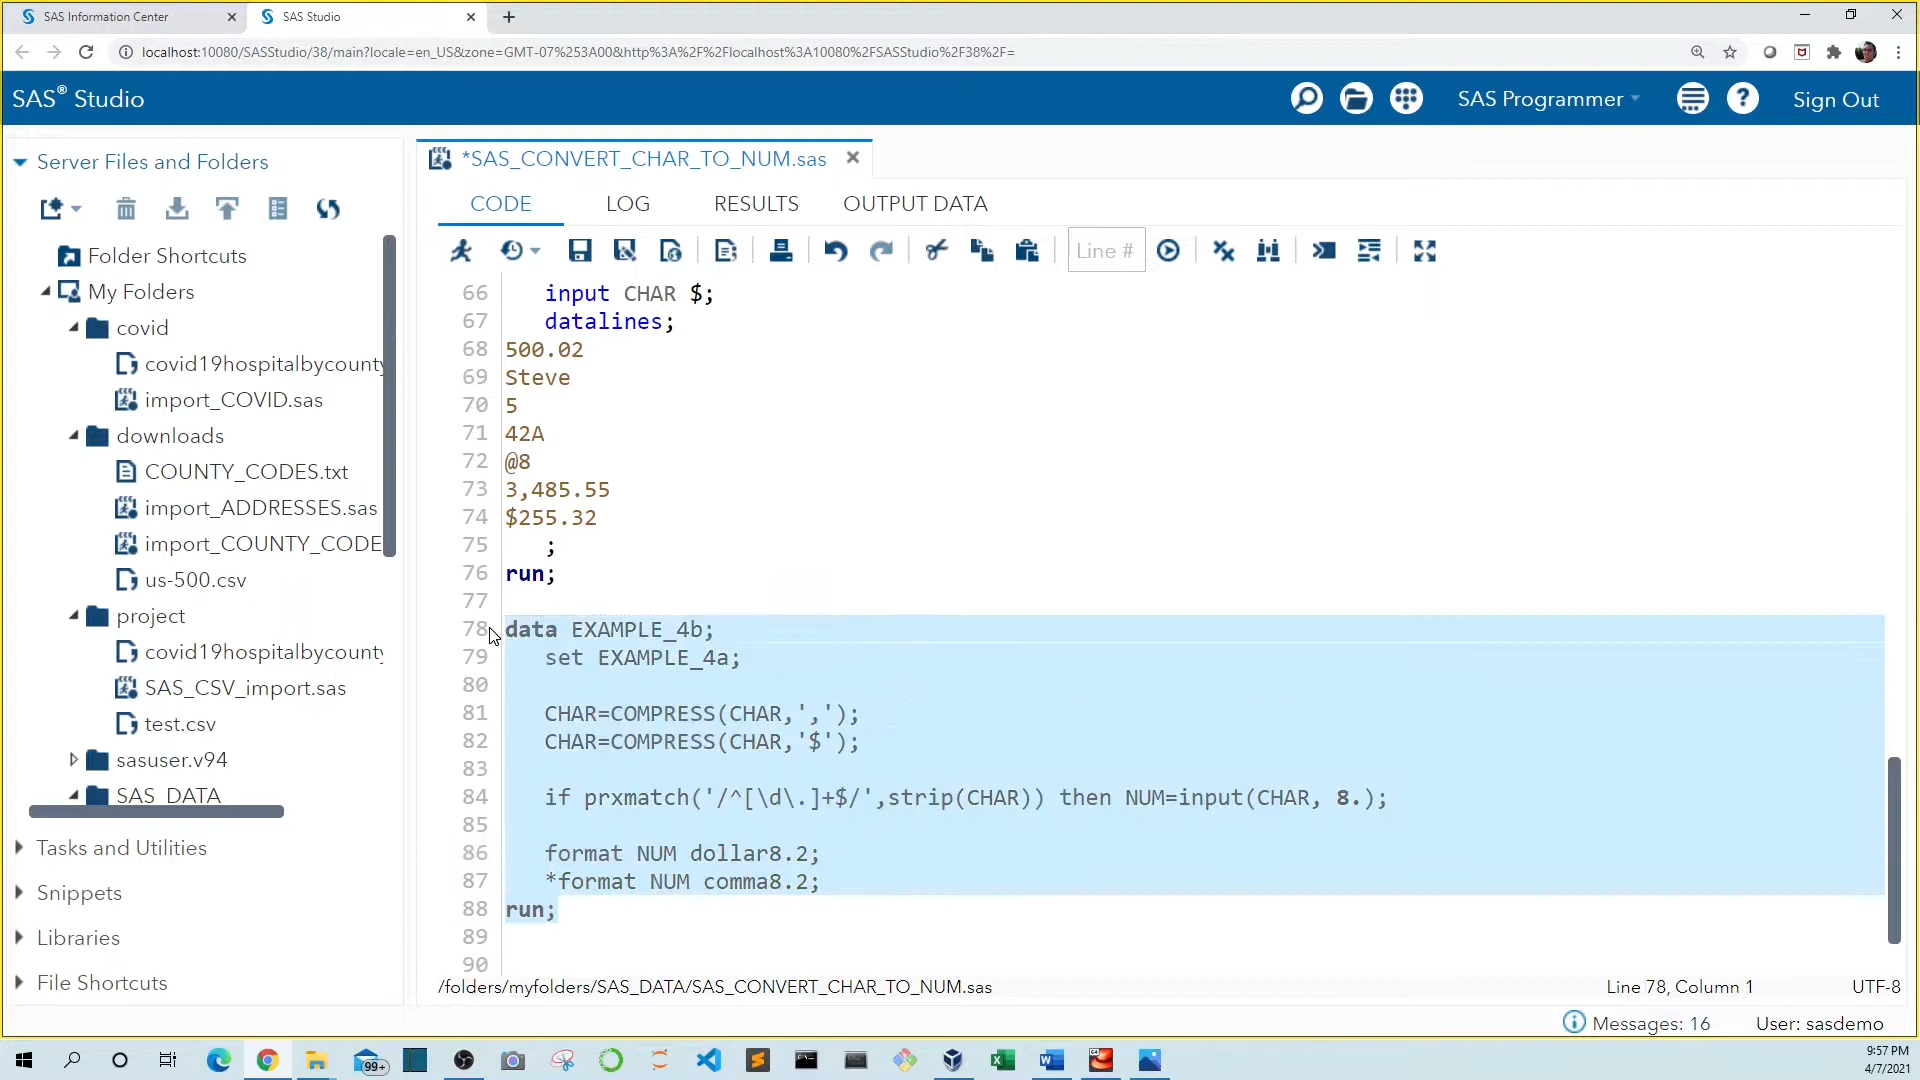 SAS Information Center
SAS Studio
localhost:10080/SASStudio/38/main?locale=en_US&zone=GMT-07%253A00&http%3A%2F%2Flocalhost%3A10080%2FSASStudio%2F38%2F=
SAS® Studio
SAS Programmer
Sign Out
Server Files and Folders
Folder Shortcuts
My Folders
covid
covid19hospitalbycounty
import_COVID.sas
downloads
COUNTY_CODES.txt
import_ADDRESSES.sas
import_COUNTY_CODE
us-500.csv
project
covid19hospitalbycounty
SAS_CSV_import.sas
test.csv
sasuser.v94
SAS_DATA
Tasks and Utilities
Snippets
Libraries
File Shortcuts
*SAS_CONVERT_CHAR_TO_NUM.sas
CODE LOG RESULTS OUTPUT DATA
Line #
66 input CHAR $;
67 datalines;
68 500.02
69 Steve
70 5
71 42A
72 @8
73 3,485.55
74 $255.32
75 ;
76 run;
77
78 data EXAMPLE_4b;
79 set EXAMPLE_4a;
80
81 CHAR=COMPRESS(CHAR,',');
82 CHAR=COMPRESS(CHAR,'$');
83
84 if prxmatch('/^[\d\.]+$/',strip(CHAR)) then NUM=input(CHAR, 8.);
85
86 format NUM dollar8.2;
87 *format NUM comma8.2;
88 run;
89
90
/folders/myfolders/SAS_DATA/SAS_CONVERT_CHAR_TO_NUM.sas
Line 78, Column 1
UTF-8
Messages: 16
User: sasdemo
99+
9:57 PM
4/7/2021